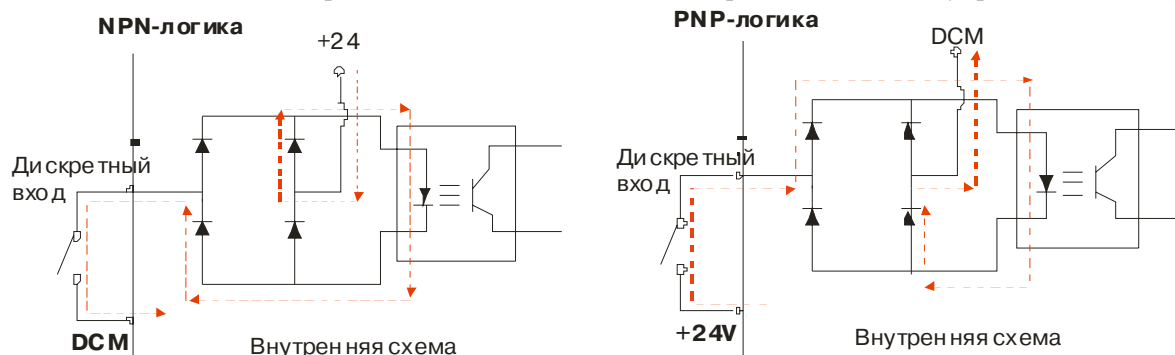 NPN-логика
+24
Дискретный
вход
DCM
Внутренняя схема
PNP-логика
DCM
Дискретный
вход
+24V
Внутренняя схема